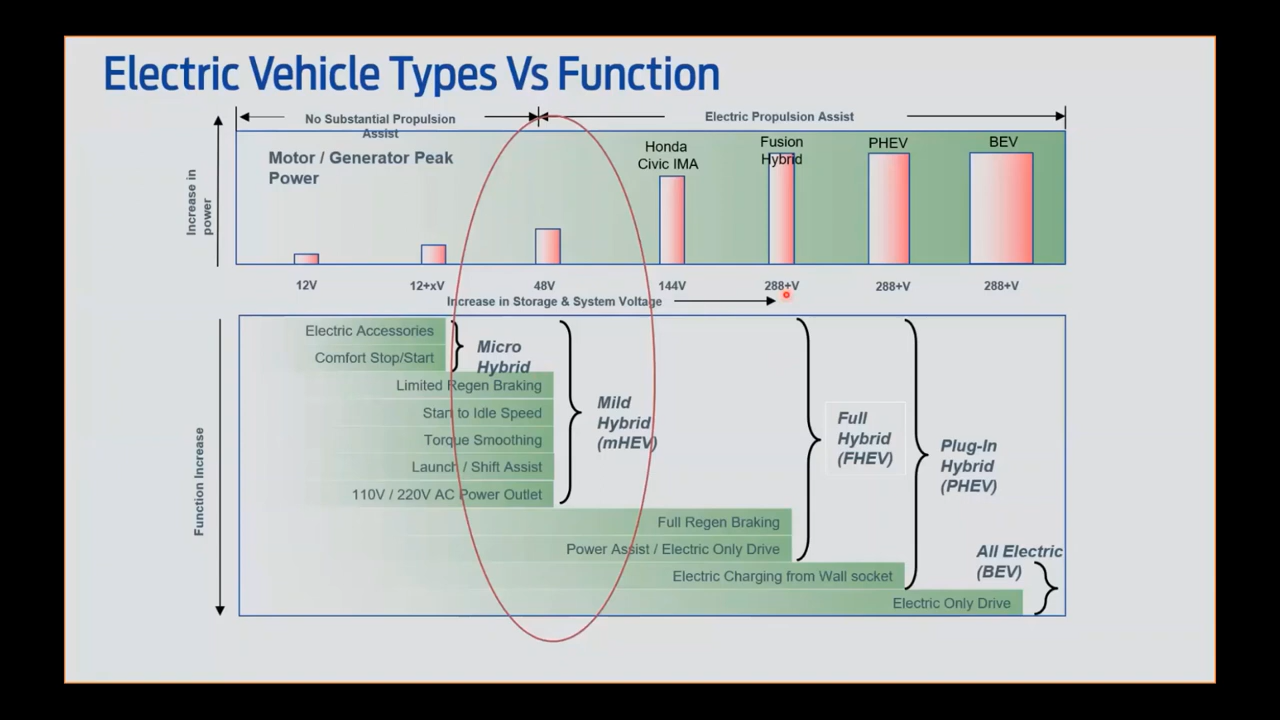 Electric Vehicle Types Vs Function
No Substantial Propulsion
Assist
Electric Propulsion Assist
Increase in
power
Motor / Generator Peak
Power
Honda
Civic IMA
Fusion
Hybrid
PHEV
BEV
12V
12+xV
48V
144V
288+V
288+V
288+V
Increase in Storage & System Voltage
Function Increase
Electric Accessories
Comfort Stop/Start
Micro
Hybrid
Limited Regen Braking
Start to Idle Speed
Torque Smoothing
Launch / Shift Assist
110V / 220V AC Power Outlet
Mild
Hybrid
(mHEV)
Full Regen Braking
Power Assist / Electric Only Drive
Full
Hybrid
(FHEV)
Electric Charging from Wall socket
Plug-In
Hybrid
(PHEV)
Electric Only Drive
All Electric
(BEV)